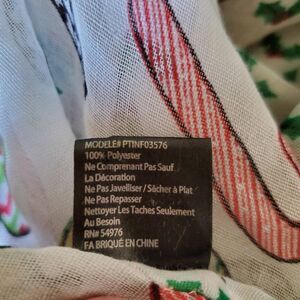 MODELE# PTINF03576
100% Polyester
Ne Comprenant Pas Sauf
La Décoration
Ne Pas Javelliser / Sécher à Plat
Ne Pas Repasser
Nettoyer Les Taches Seulement
Au Besoin
RN# 54976
FA BRIQUÉ EN CHINE